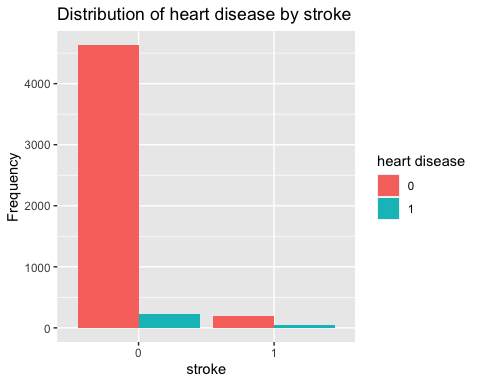 Distribution of heart disease by stroke
Frequency
4000
3000
2000
1000
0
0
1
stroke
heart disease
0
1